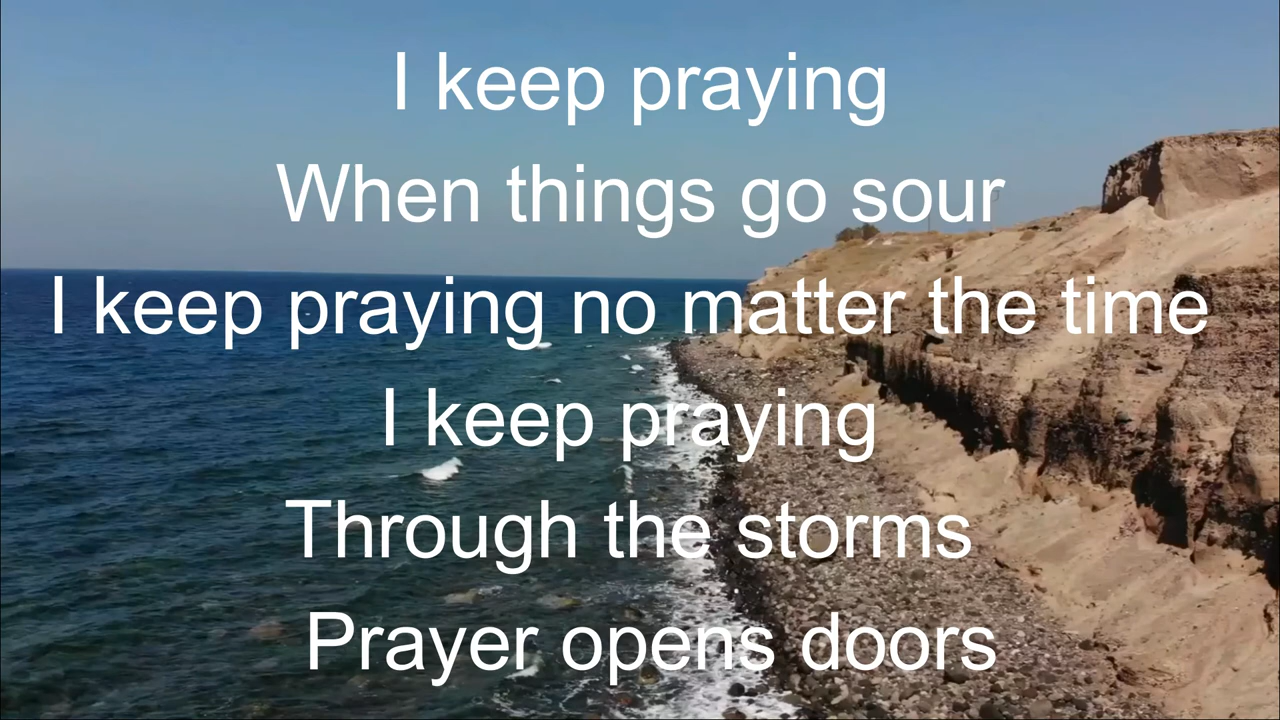 I keep praying
When things go sour
I keep praying no matter the time
I keep praying
Through the storms
Prayer opens doors